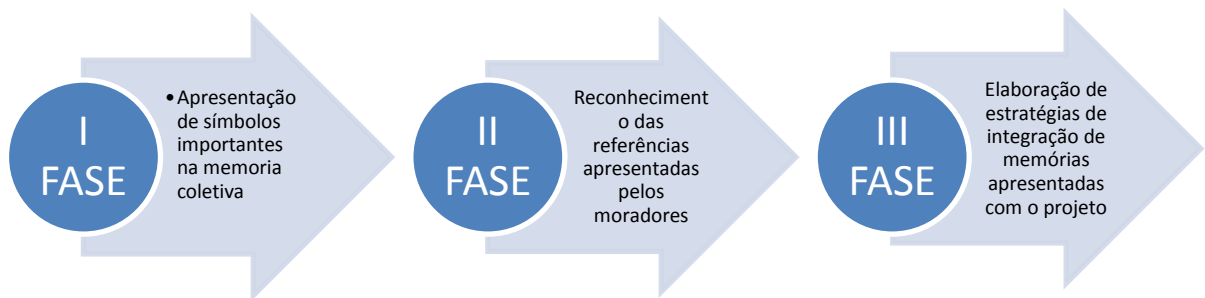 I
FASE
•Apresentação
de símbolos
importantes
na memoria
coletiva
II
FASE
Reconheciment
o das
referências
apresentadas
pelos
moradores
III
FASE
Elaboração de
estratégias de
integração de
memórias
apresentadas
com o projeto